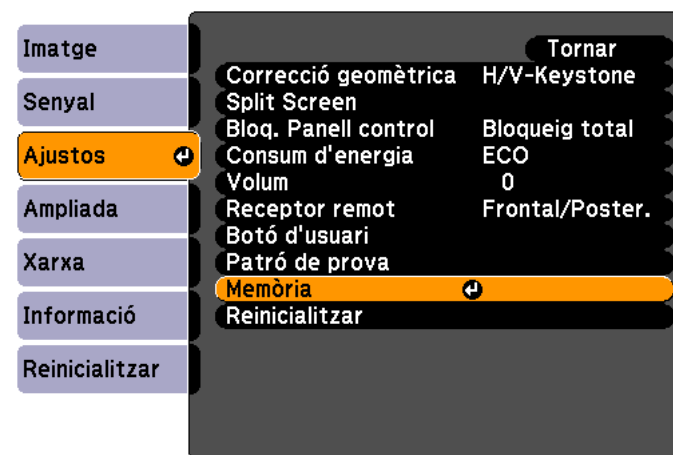 Imatge
Senyal
Ajustos
Ampliada
Xarxa
Informació
Reinicialitzar
Tornar
Correcció geomètrica H/V-Keystone
Split Screen
Bloq. Panell control Bloqueig total
Consum d'energia ECO
Volum 0
Receptor remot Frontal/Poster.
Botó d'usuari
Patró de prova
Memòria
Reinicialitzar